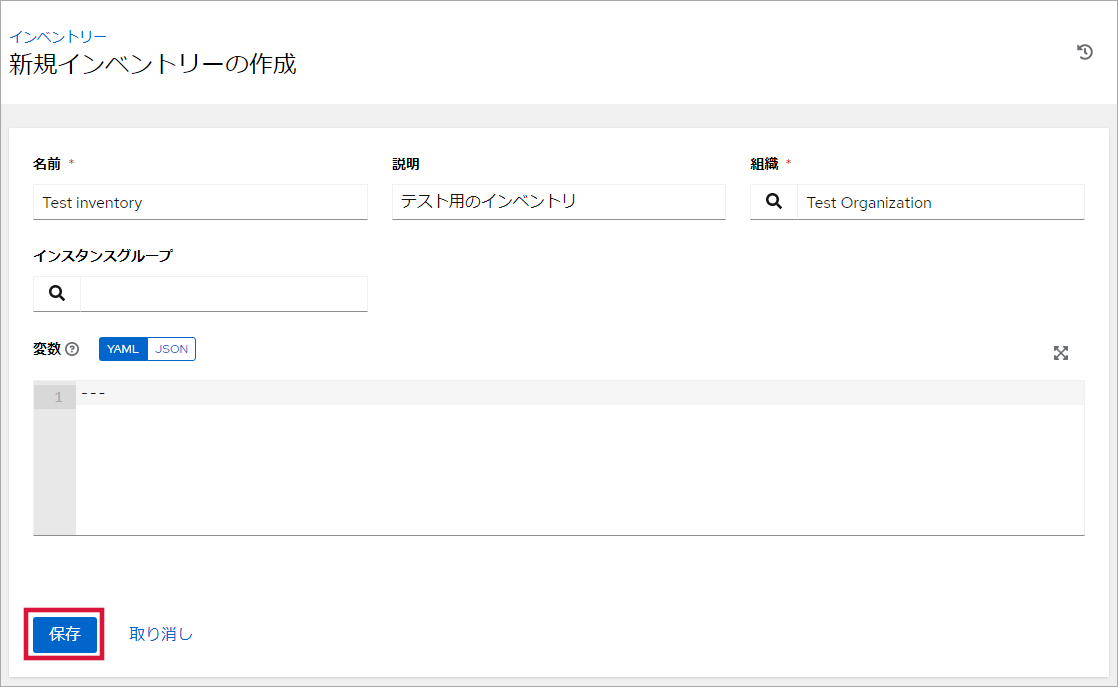 インベントリー
新規インベントリーの作成
名前 *
説明
組織 *
Test inventory
テスト用のインベントリ
Test Organization
インスタンスグループ
変数 YAML JSON
1 ---
保存 取り消し